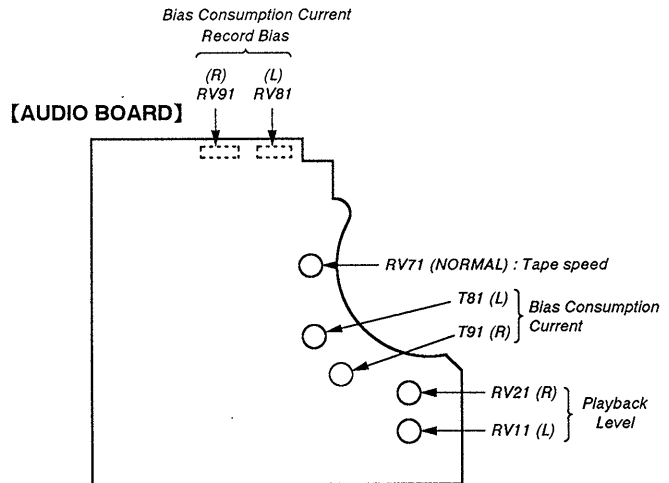 Bias Consumption Current
Record Bias
(R) (L)
RV91 RV81
【AUDIO BOARD】
RV71 (NORMAL) : Tape speed
T81 (L)
T91 (R)
Bias Consumption
Current
RV21 (R)
RV11 (L)
Playback
Level